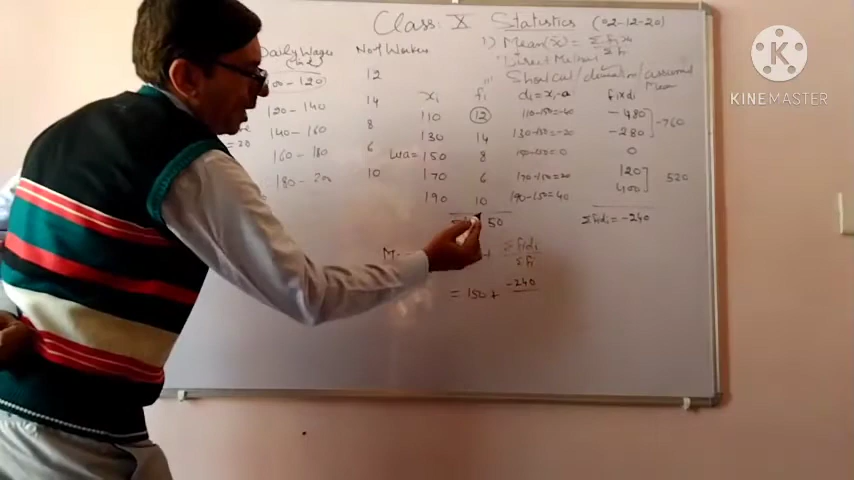 Class: X Statistics (02-12-20)
Daily Wages No of Workers
1) Mean(x̄) = Σfixi / Σfi
"Direct Method
Shortcut/deviation/assumed Mean
100-120 12
120-140 14
140-160 8
160-180 6
180-200 10
xi fi di=xi-a fixdi
110 12 110-150=-40 -480
130 14 130-150=-20 -280 -760
Let a = 150 8 150-150=0 0
170 6 170-150=20 120
190 10 190-150=40 400 520
50 Σfidi=-240
Σfidi / Σfi
= 150 + -240
K
KINEMASTER